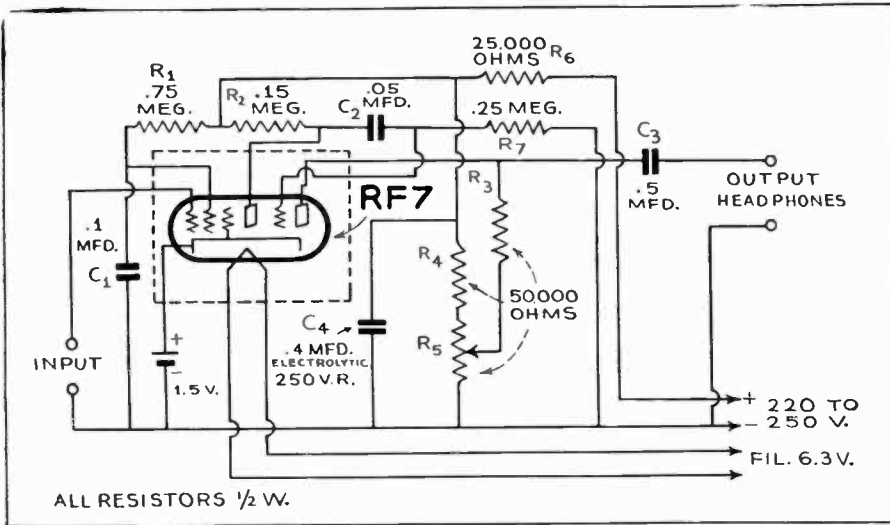 25.000
OHMS R6
R1
.75
MEG.
R2 .15
MEG.
.05
MFD.
C2
.25 MEG.
R7
C3
.5
MFD.
R3
RF7
OUTPUT
HEADPHONES
.1
MFD.
C1
R4
50.000
OHMS
R5
C4
.4 MFD.
ELECTROLYTIC
250 V.R.
INPUT
+
-
1.5 V.
+ 220 TO
- 250 V.
FIL. 6.3 V.
ALL RESISTORS 1/2 W.